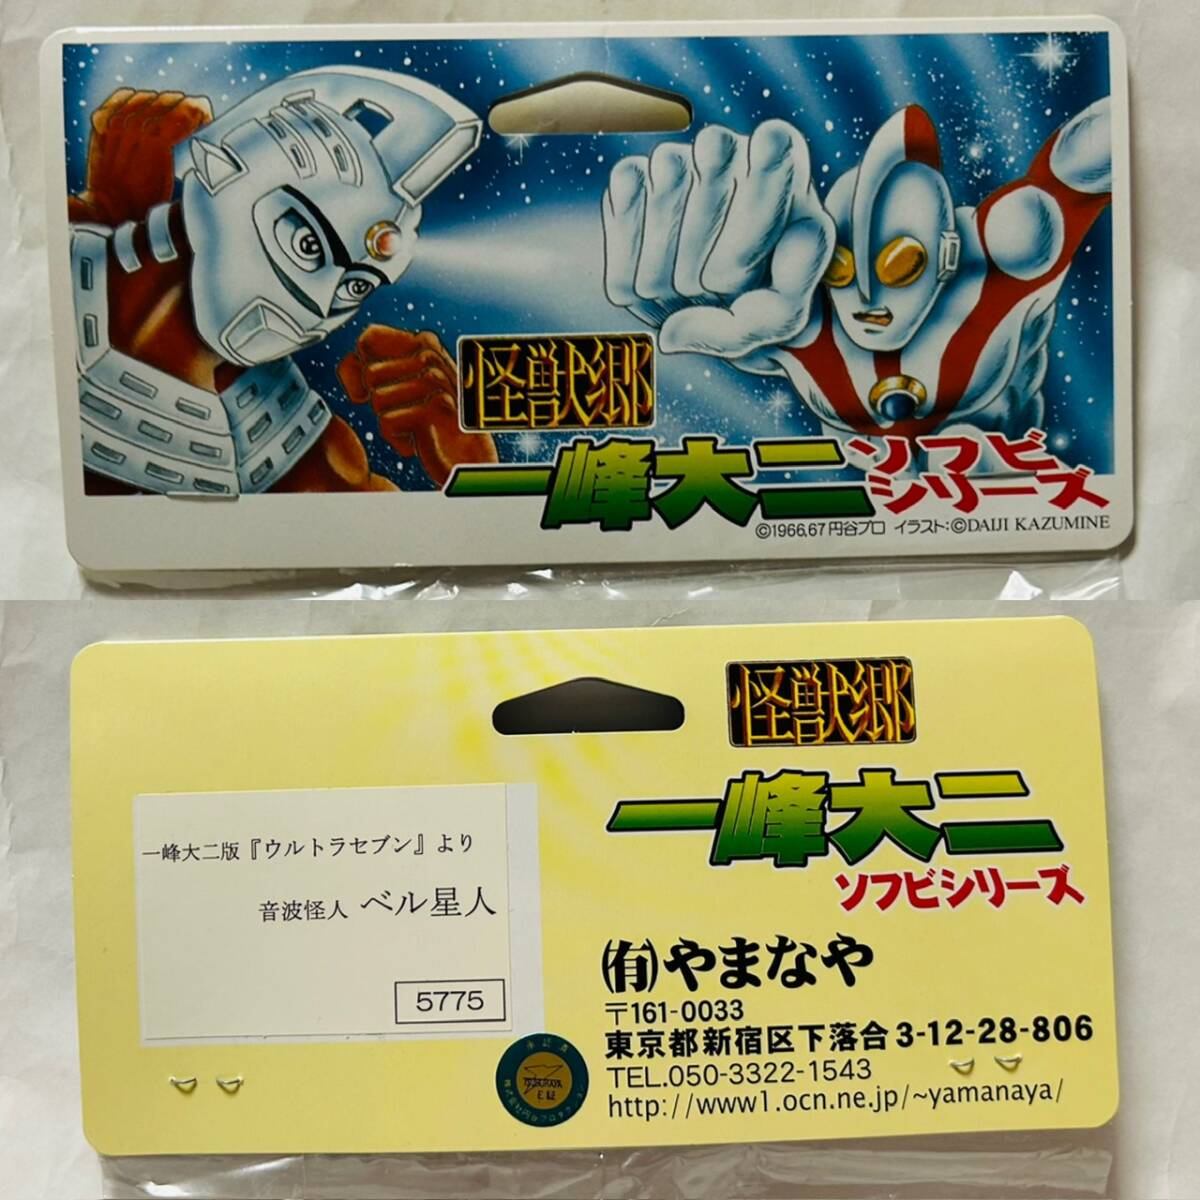 怪獣郷
一峰大二 ソフビシリーズ
©1966,67 円谷プロ イラスト:©DAIJI KAZUMINE
怪獣郷
一峰大二
ソフビシリーズ
一峰大二版『ウルトラセブン』より
音波怪人 ベル星人
5775
(有)やまなや
〒161-0033
東京都新宿区下落合3-12-28-806
TEL.050-3322-1543
http://www1.ocn.ne.jp/~yamanaya/
TSUBURAYA